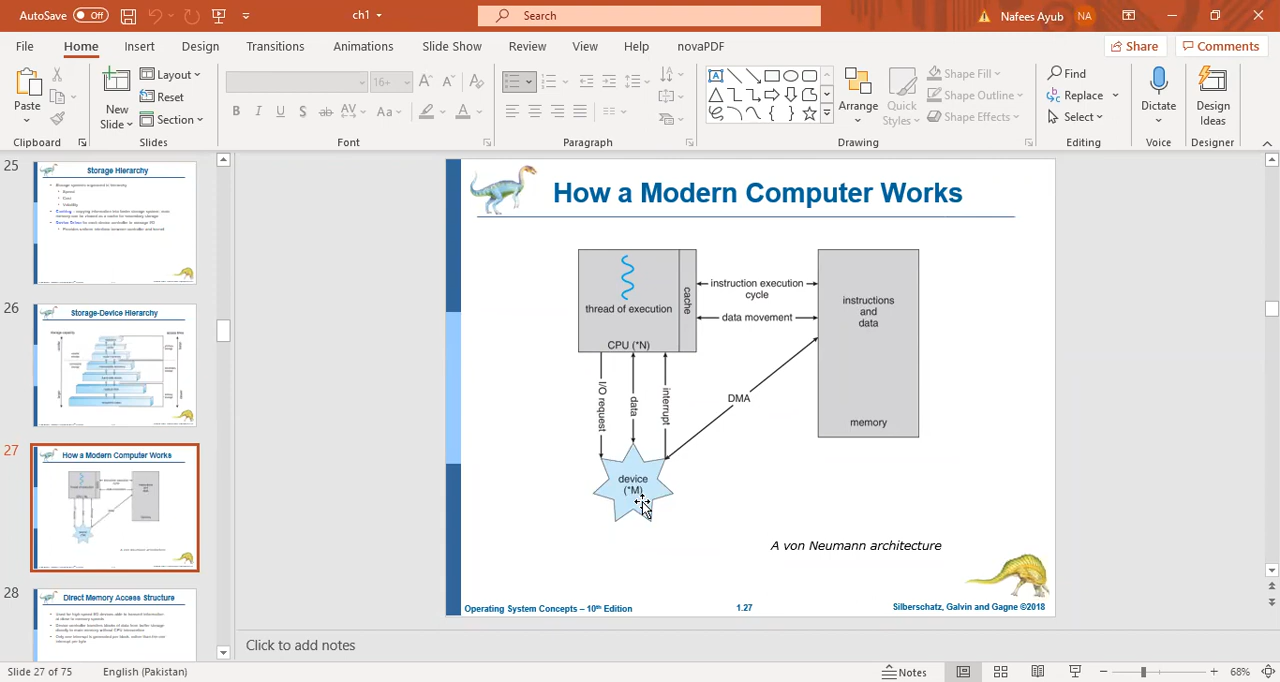 AutoSave Off ch1 Search Nafees Ayub NA
File Home Insert Design Transitions Animations Slide Show Review View Help novaPDF Share Comments
Paste
New
Slide
Layout
Reset
Section
16+
Aa
Shape Fill
Shape Outline
Shape Effects
Arrange
Quick
Styles
Find
Replace
Select
Dictate
Design
Ideas
Clipboard Slides Font Paragraph Drawing Editing Voice Designer
25
Storage Hierarchy
26
Storage-Device Hierarchy
27
How a Modern Computer Works
28
Direct Memory Access Structure
How a Modern Computer Works
thread of execution
CPU (*N)
cache
instruction execution
cycle
data movement
instructions
and
data
memory
I/O request
data
interrupt
DMA
device
(*M)
A von Neumann architecture
Operating System Concepts – 10th Edition 1.27 Silberschatz, Galvin and Gagne ©2018
Click to add notes
Slide 27 of 75 English (Pakistan) Notes 68%